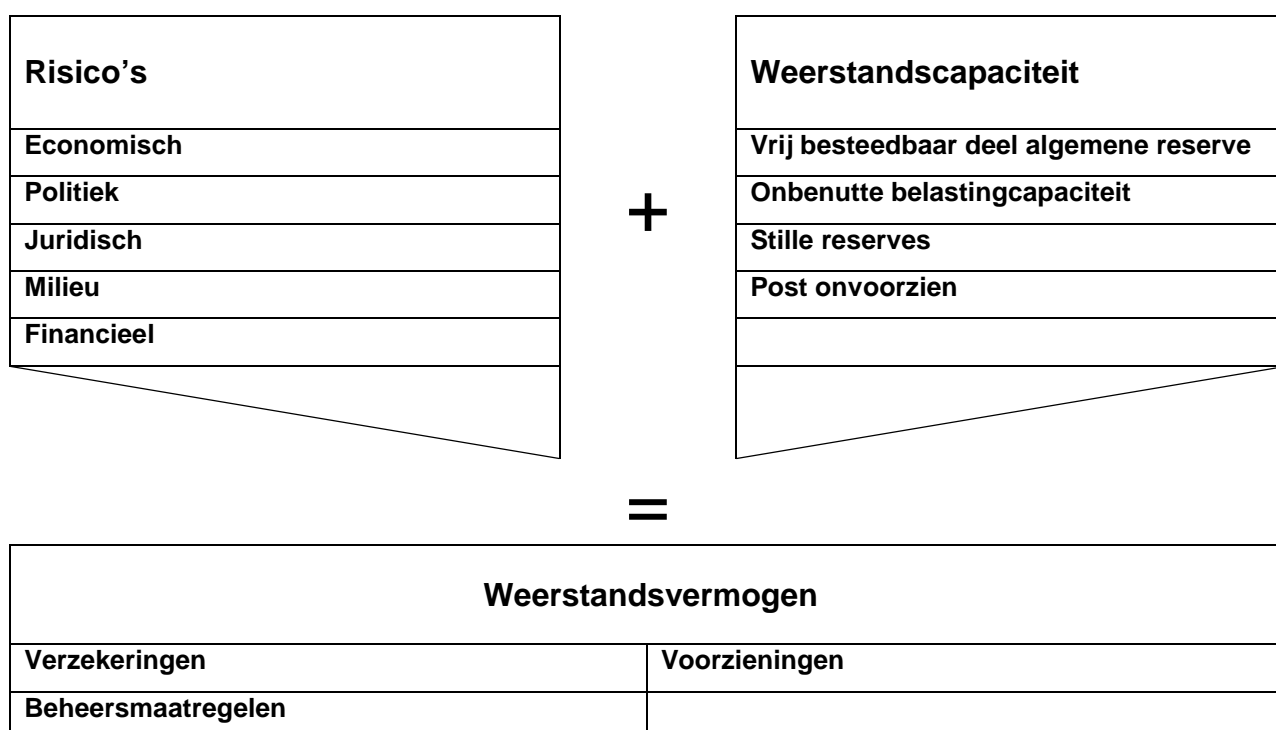 Risico’s
Economisch
Politiek
Juridisch
Milieu
Financieel
+
Weerstandscapaciteit
Vrij besteedbaar deel algemene reserve
Onbenutte belastingcapaciteit
Stille reserves
Post onvoorzien
=
Weerstandsvermogen
Verzekeringen
Voorzieningen
Beheersmaatregelen